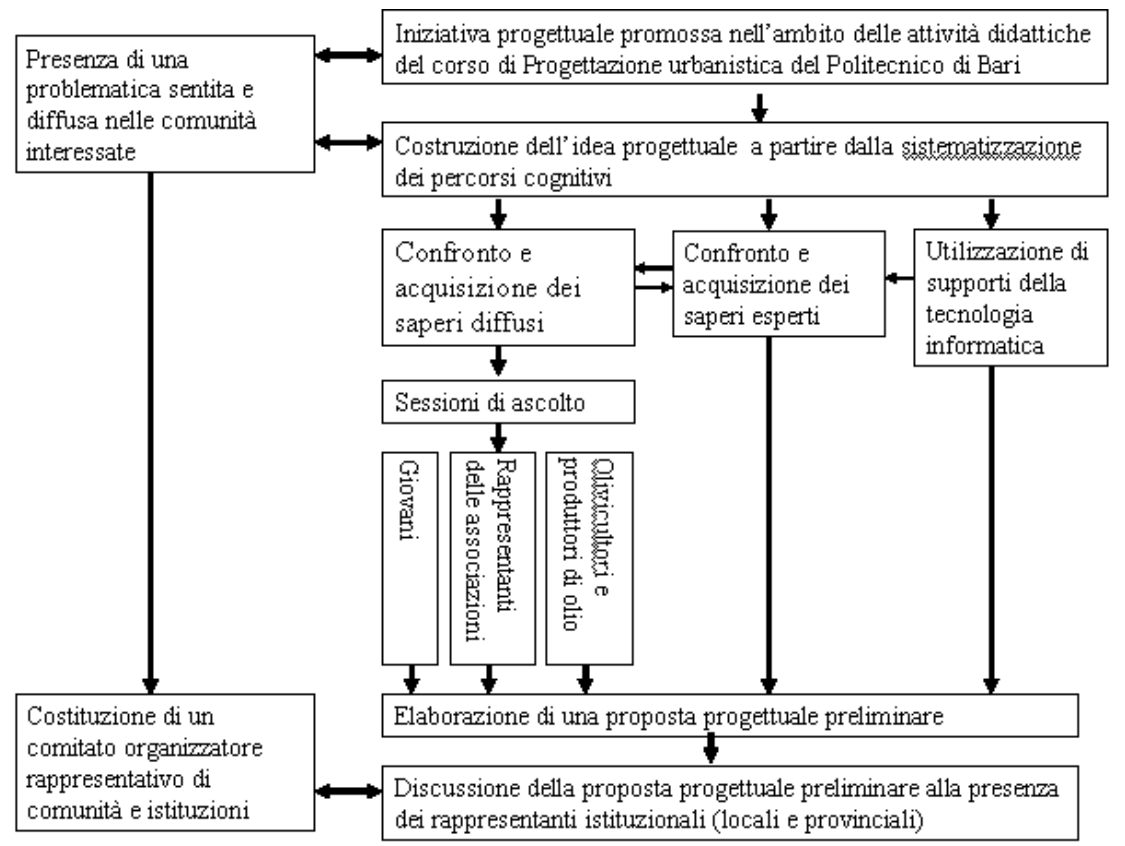 Iniziativa progettuale promossa nell'ambito delle attività didattiche
del corso di Progettazione urbanistica del Politecnico di Bari
Presenza di una
problematica sentita e
diffusa nelle comunità
interessate
Costruzione dell'idea progettuale a partire dalla sistematizzazione
dei percorsi cognitivi
Confronto e
acquisizione dei
saperi diffusi
Confronto e
acquisizione dei
saperi esperti
Utilizzazione di
supporti della
tecnologia
informatica
Sessioni di ascolto
Giovani
Rappresentanti
delle associazioni
Olivicultori e
produttori di olio
Costituzione di un
comitato organizzatore
rappresentativo di
comunità e istituzioni
Elaborazione di una proposta progettuale preliminare
Discussione della proposta progettuale preliminare alla presenza
dei rappresentanti istituzionali (locali e provinciali)